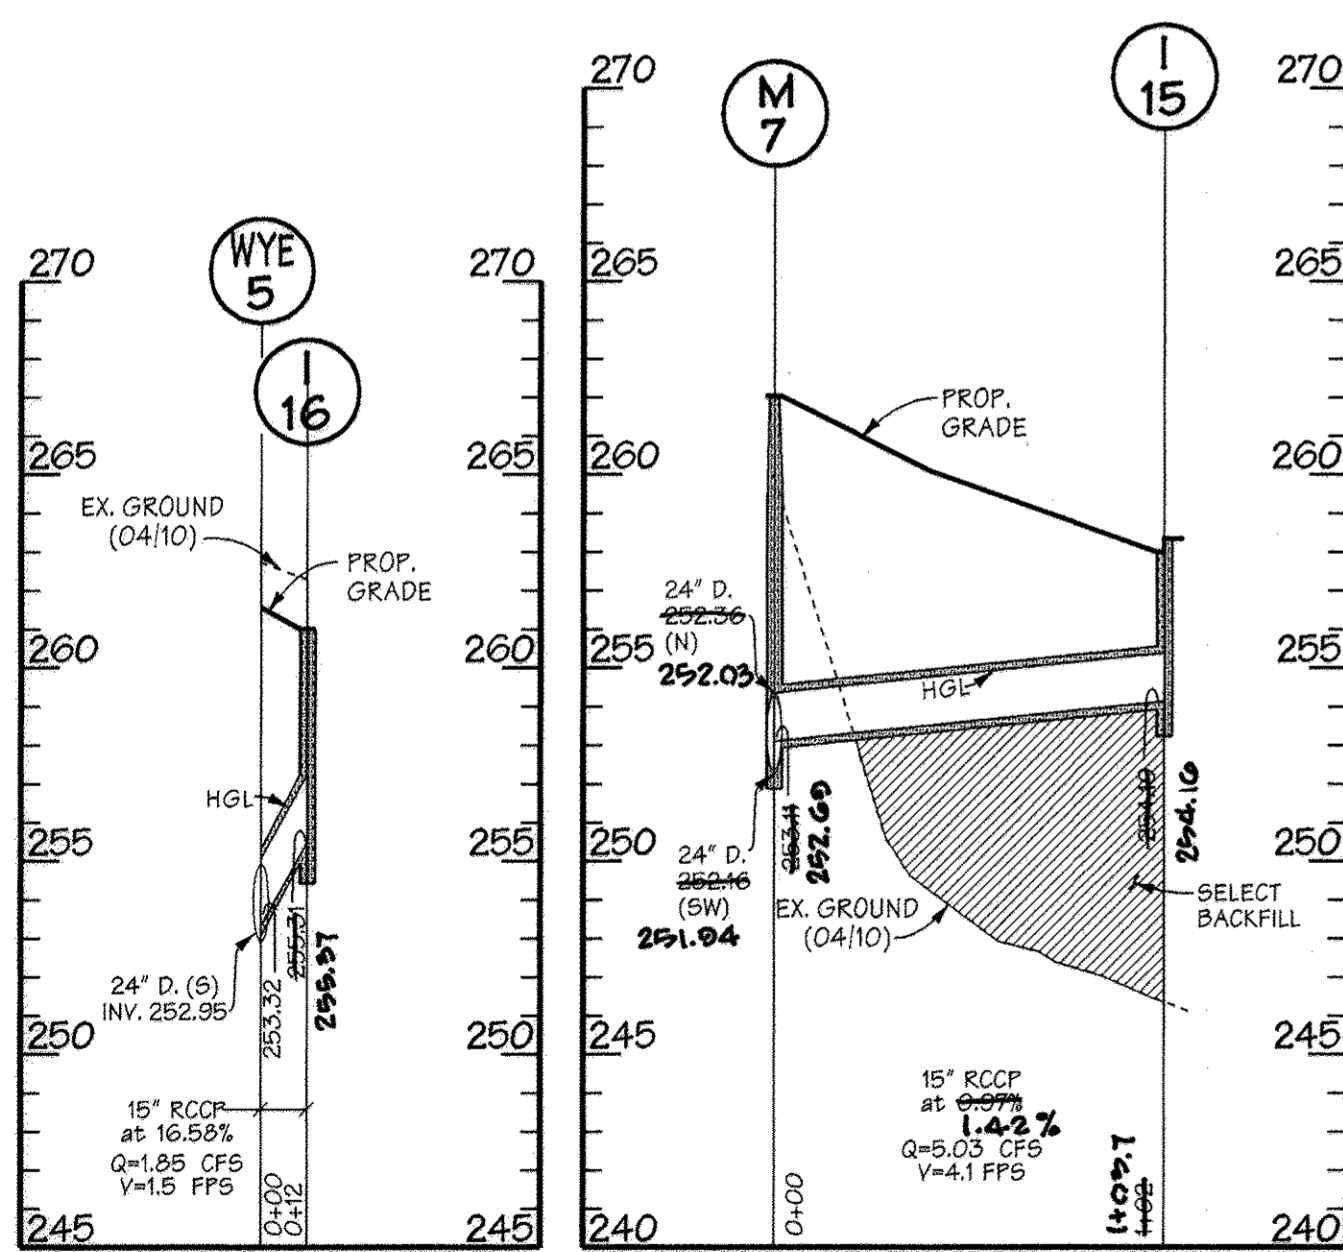 WYE
5
I
16
270
270
265
265
EX. GROUND
(04/10)
PROP.
GRADE
260
260
HGL
255
255
24" D. (S)
INV. 252.95
253.32
255.31
255.37
250
250
15" RCCP
at 16.58%
Q=1.85 CFS
V=1.5 FPS
0+00
0+12
245
245
M
7
I
15
270
270
265
265
PROP.
GRADE
260
260
24" D.
252.36
(N)
252.03
255
255
HGL
253.11
252.69
24" D.
252.16
(SW)
251.94
254.16
250
250
EX. GROUND
(04/10)
SELECT
BACKFILL
245
245
15" RCCP
at 0.97%
1.42%
Q=5.03 CFS
V=4.1 FPS
0+00
1+02
240
240